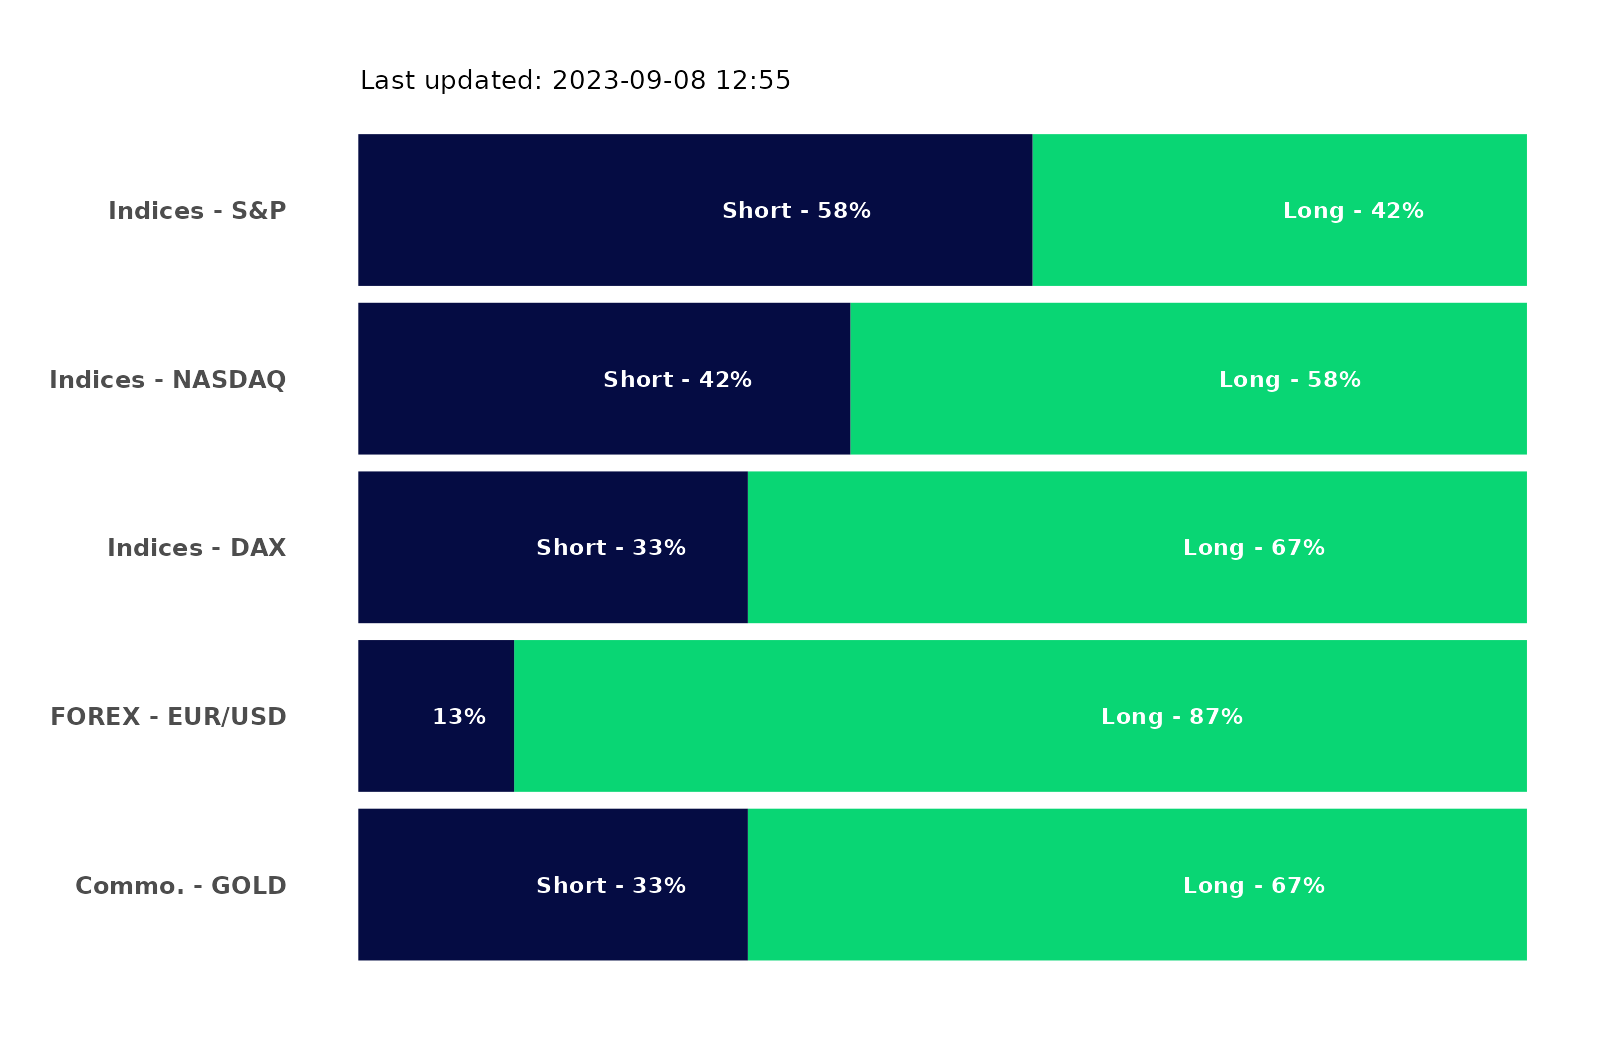 Last updated: 2023-09-08 12:55
Indices - S&P Short - 58% Long - 42%
Indices - NASDAQ Short - 42% Long - 58%
Indices - DAX Short - 33% Long - 67%
FOREX - EUR/USD 13% Long - 87%
Commo. - GOLD Short - 33% Long - 67%